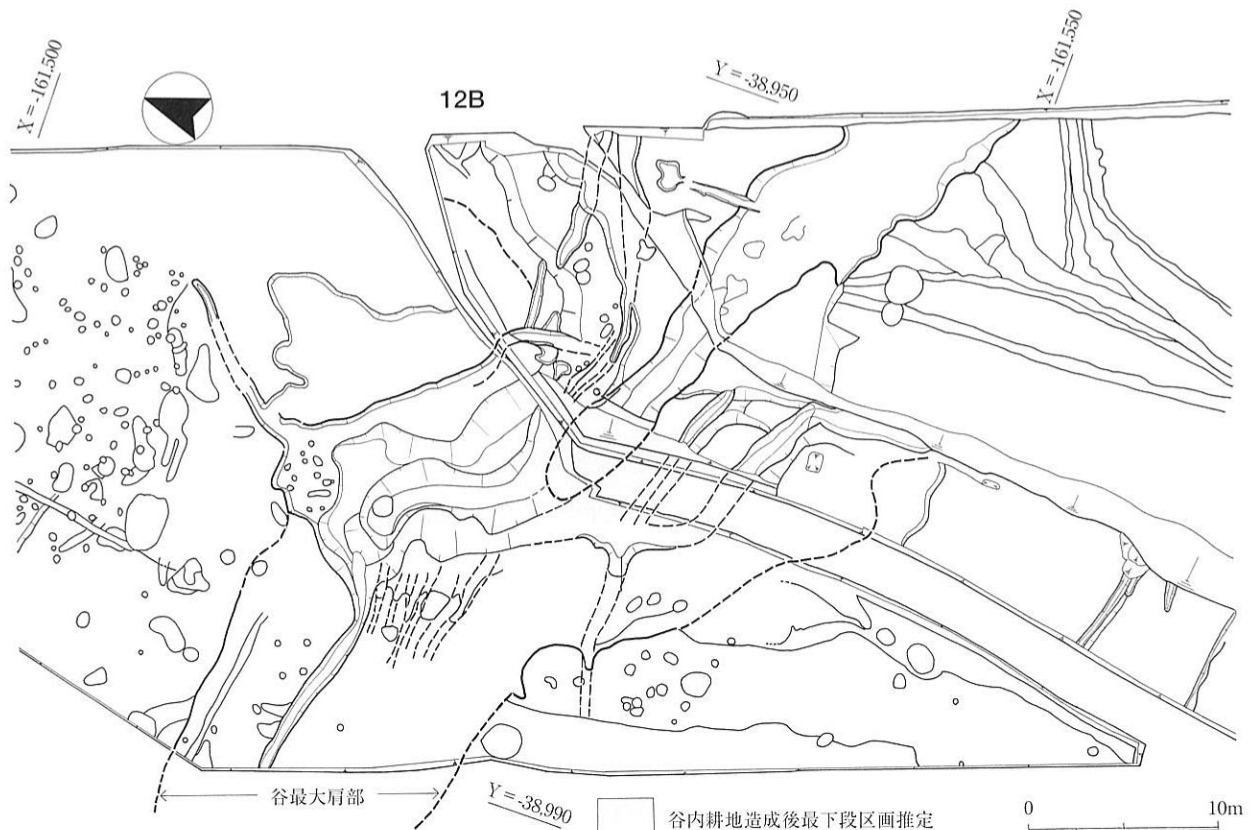 X = -161,500
12B
Y = -38,950
X = -161,550
谷最大肩部
Y = -38,990
谷内耕地造成後最下段区画推定
0 10m